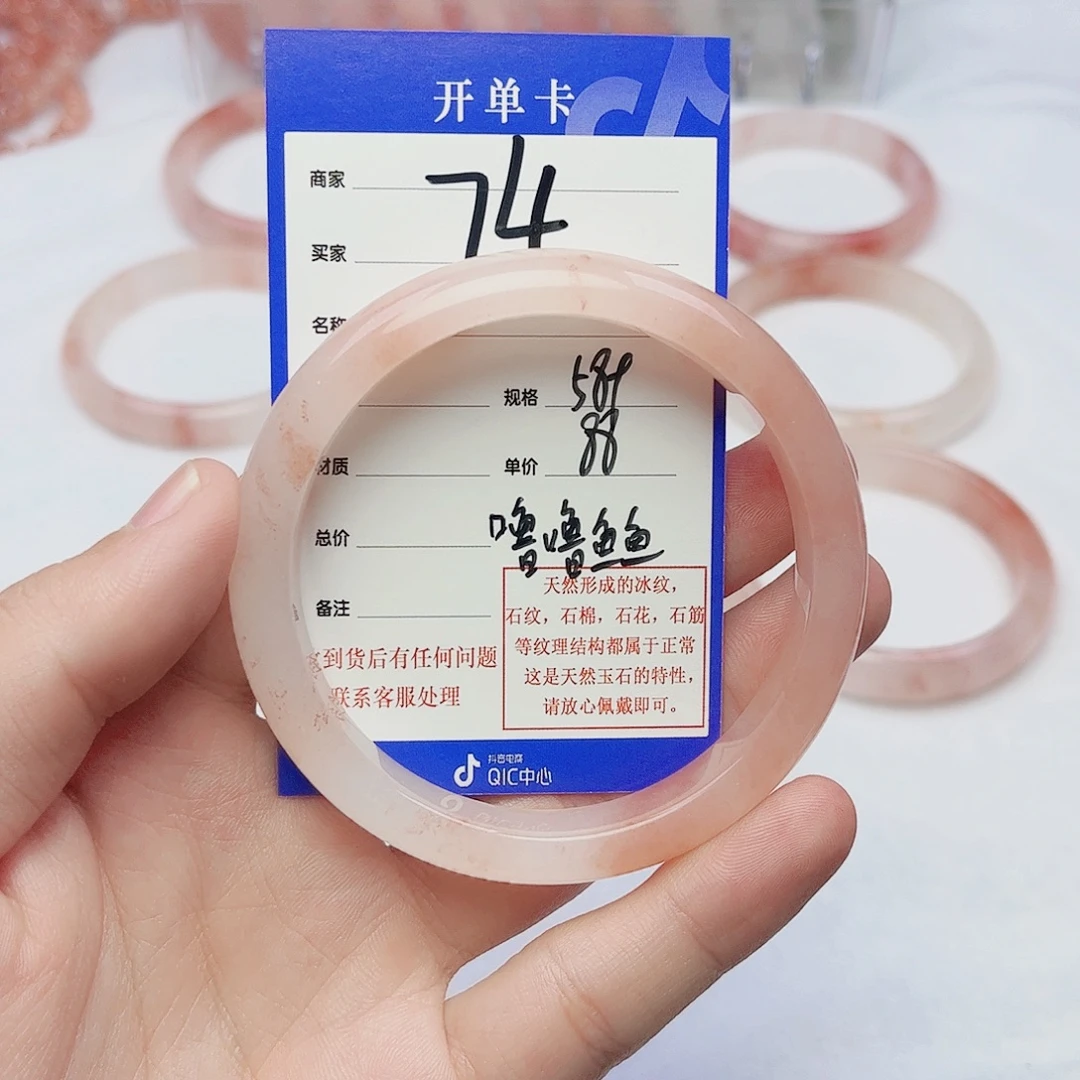 开单卡
商家
74
买家
名称
规格 58
材质 单价 88
总价
噜噜鱼鱼
备注
天然形成的冰纹，
石纹，石棉，石花，石筋
等纹理结构都属于正常
这是天然玉石的特性，
请放心佩戴即可。
到货后有任何问题
联系客服处理
抖音电商
QIC中心